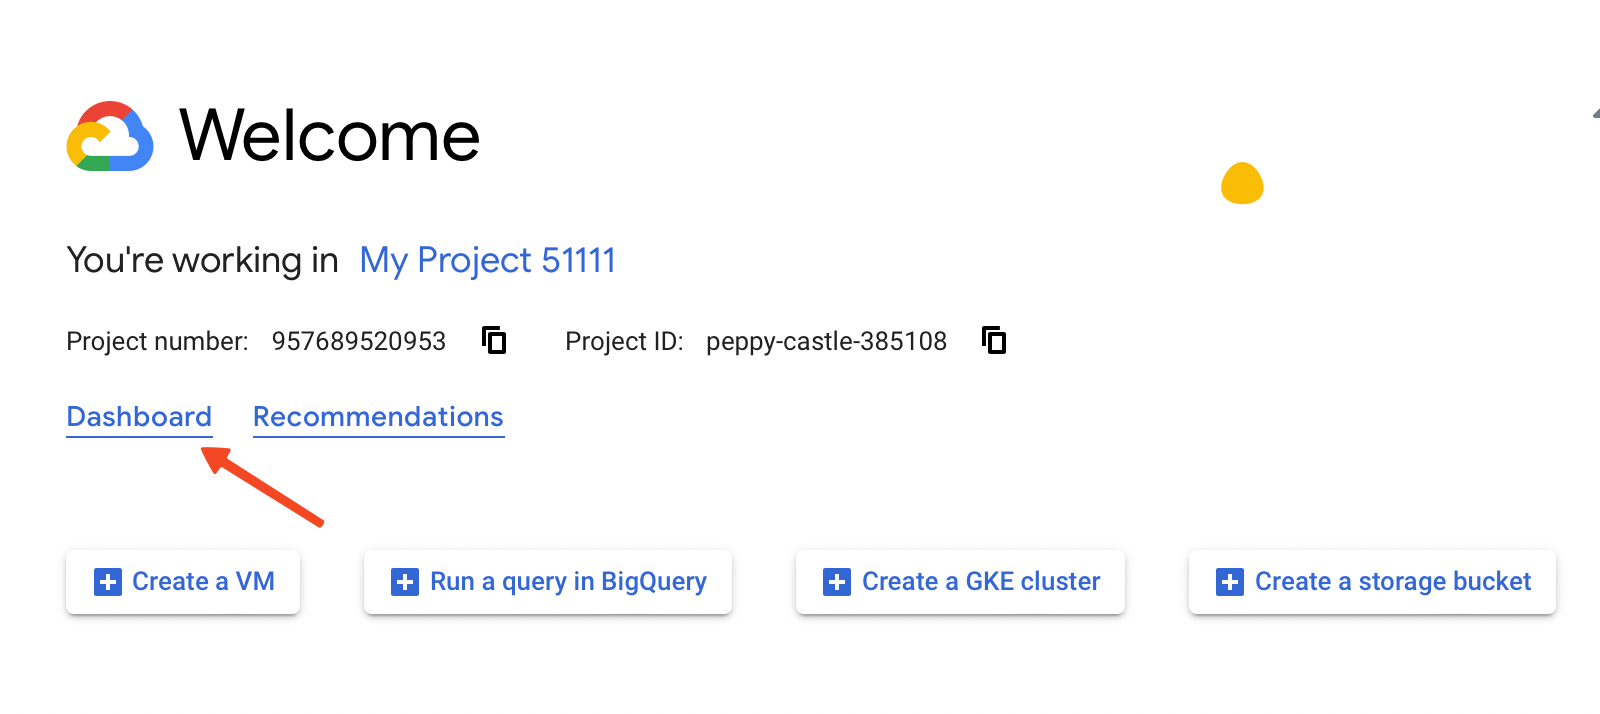 Welcome
You're working in My Project 51111
Project number: 957689520953 Project ID: peppy-castle-385108
Dashboard Recommendations
Create a VM Run a query in BigQuery Create a GKE cluster Create a storage bucket